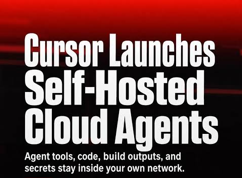 Cursor Launches
Self-Hosted
Cloud Agents
Agent tools, code, build outputs, and
secrets stay inside your own network.